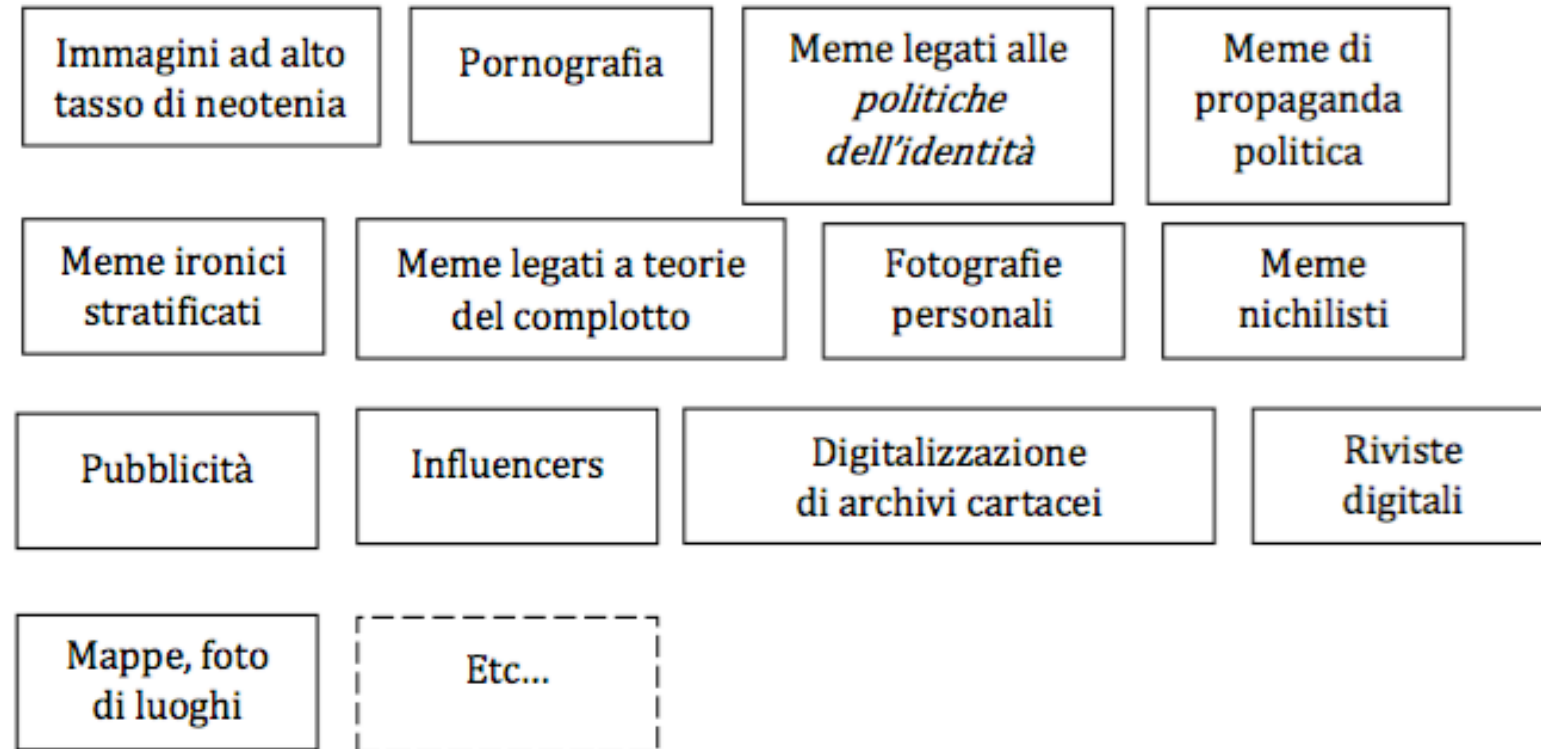 Immagini ad alto
tasso di neotenia
Pornografia
Meme legati alle
politiche
dell'identità
Meme di
propaganda
politica
Meme ironici
stratificati
Meme legati a teorie
del complotto
Fotografie
personali
Meme
nichilisti
Pubblicità
Influencers
Digitalizzazione
di archivi cartacei
Riviste
digitali
Mappe, foto
di luoghi
Etc...